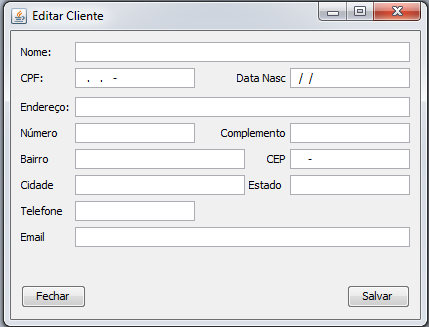 Editar Cliente
Nome:
CPF: . . - Data Nasc / /
Endereço:
Número Complemento
Bairro CEP -
Cidade Estado
Telefone
Email
Fechar Salvar